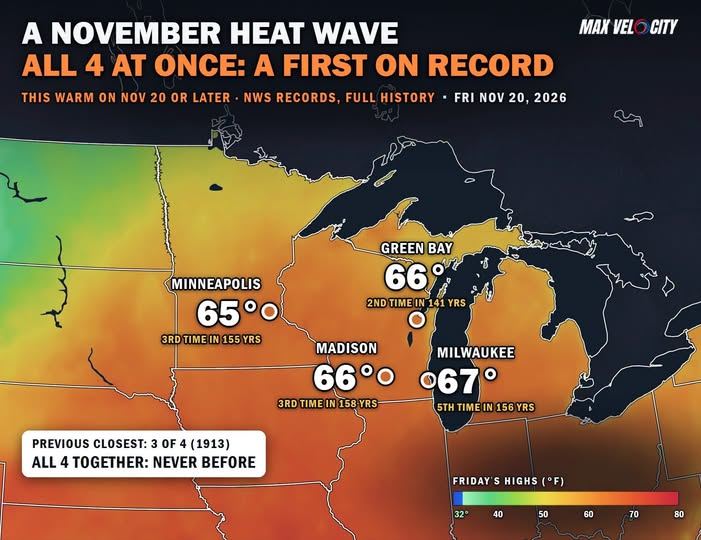 A NOVEMBER HEAT WAVE
MAX VELOCITY
ALL 4 AT ONCE: A FIRST ON RECORD
THIS WARM ON NOV 20 OR LATER · NWS RECORDS, FULL HISTORY · FRI NOV 20, 2026
GREEN BAY
66°
2ND TIME IN 141 YRS
MINNEAPOLIS
65°
3RD TIME IN 155 YRS
MADISON
66°
3RD TIME IN 158 YRS
MILWAUKEE
67°
5TH TIME IN 156 YRS
PREVIOUS CLOSEST: 3 OF 4 (1913)
ALL 4 TOGETHER: NEVER BEFORE
FRIDAY'S HIGHS (°F)
32° 40 50 60 70 80